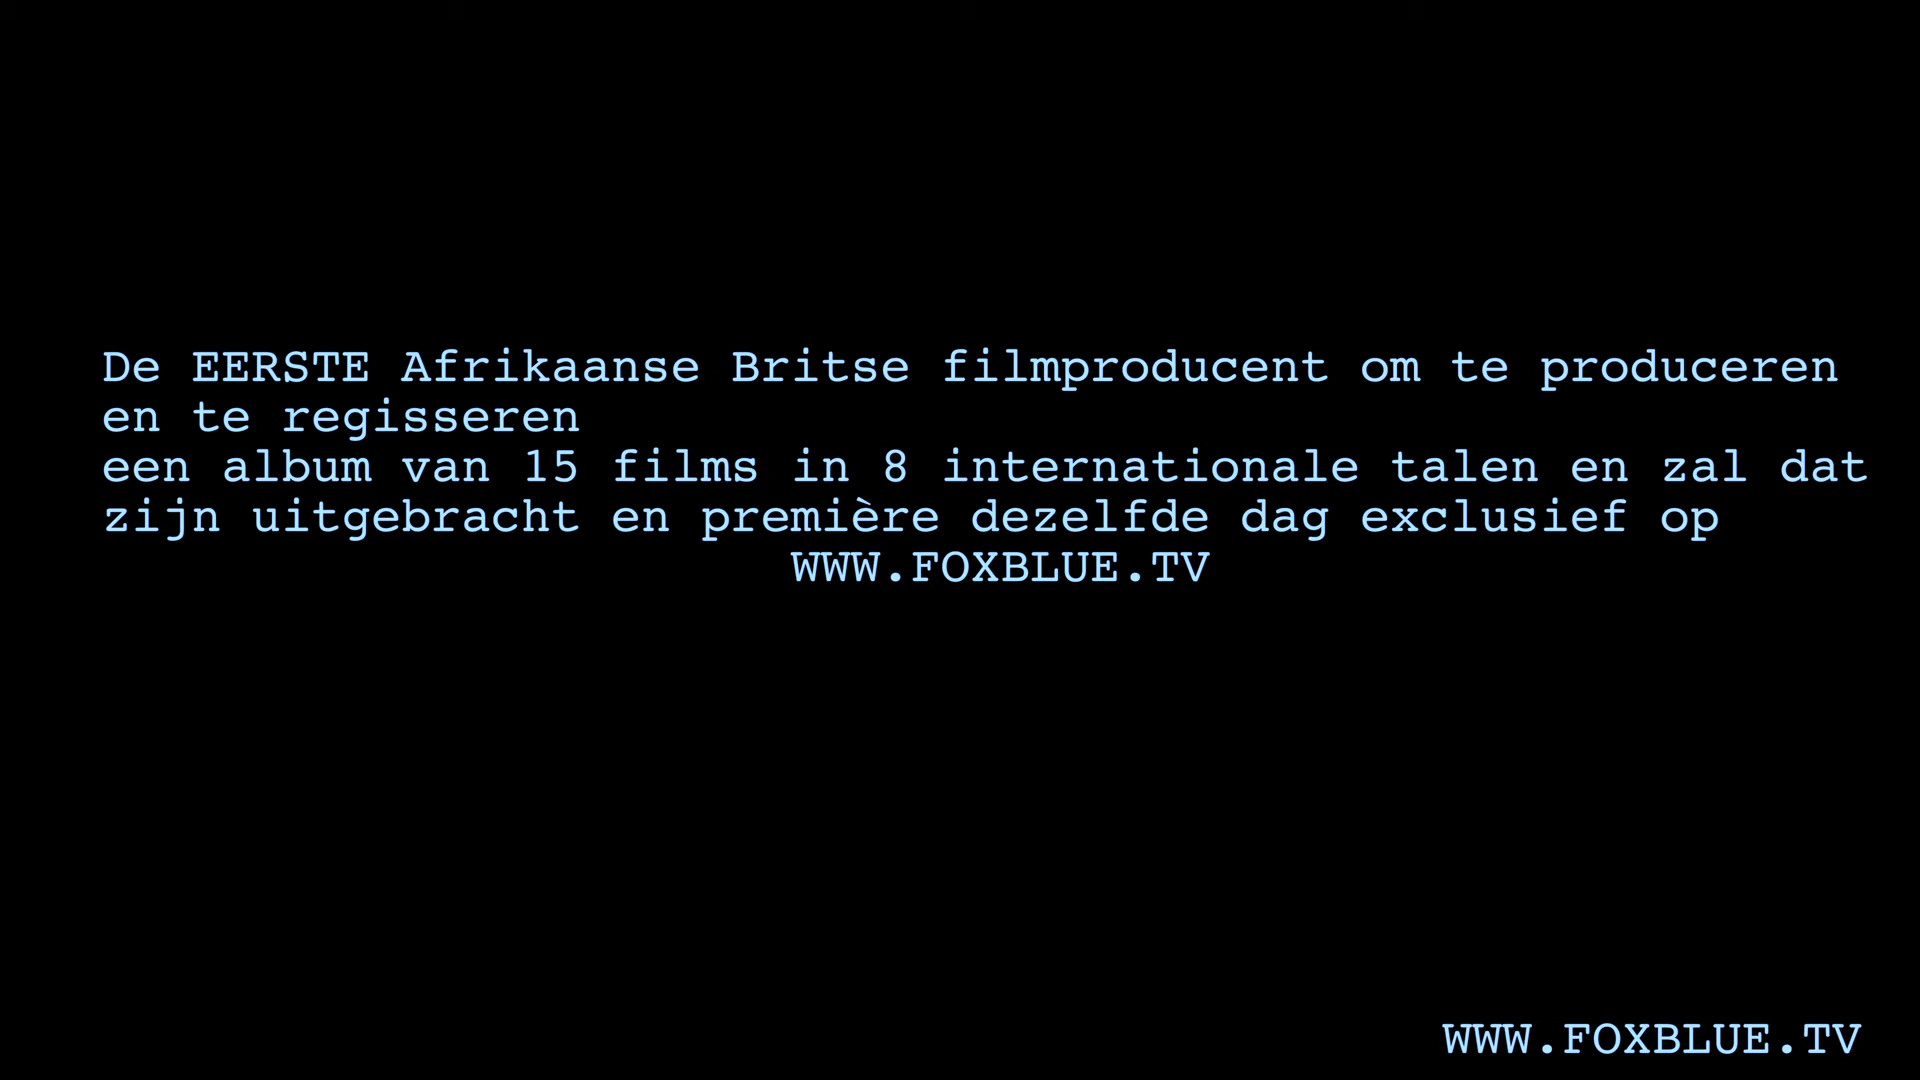 De EERSTE Afrikaanse Britse filmproducent om te produceren
en te regisseren
een album van 15 films in 8 internationale talen en zal dat
zijn uitgebracht en première dezelfde dag exclusief op
WWW.FOXBLUE.TV
WWW.FOXBLUE.TV